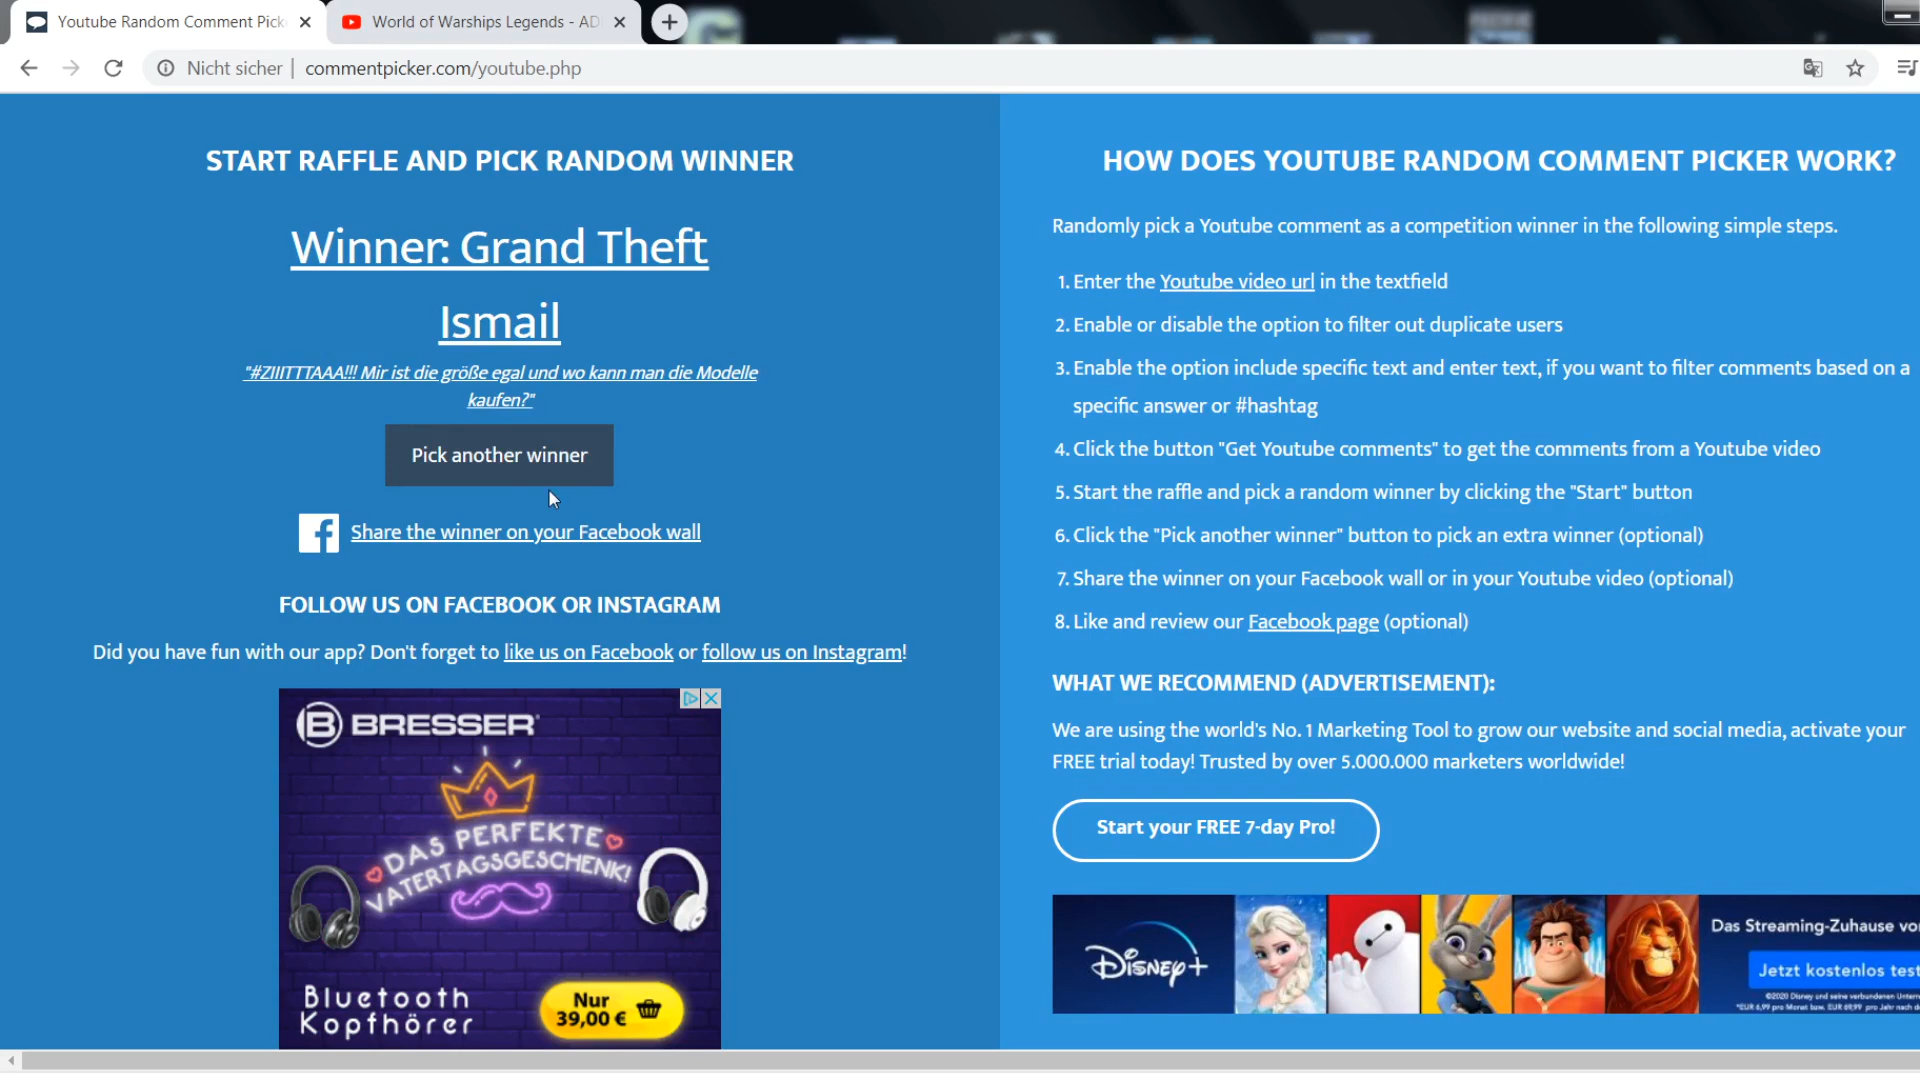 Youtube Random Comment Pick
World of Warships Legends - AD
Nicht sicher | commentpicker.com/youtube.php
START RAFFLE AND PICK RANDOM WINNER
Winner: Grand Theft
Ismail
"#ZIIITTTAAA!!! Mir ist die größe egal und wo kann man die Modelle
kaufen?"
Pick another winner
Share the winner on your Facebook wall
FOLLOW US ON FACEBOOK OR INSTAGRAM
Did you have fun with our app? Don't forget to like us on Facebook or follow us on Instagram!
BRESSER
DAS PERFEKTE
VATERTAGSGESCHENK!
Bluetooth
Kopfhörer
Nur
39,00 €
HOW DOES YOUTUBE RANDOM COMMENT PICKER WORK?
Randomly pick a Youtube comment as a competition winner in the following simple steps.
1. Enter the Youtube video url in the textfield
2. Enable or disable the option to filter out duplicate users
3. Enable the option include specific text and enter text, if you want to filter comments based on a
specific answer or #hashtag
4. Click the button "Get Youtube comments" to get the comments from a Youtube video
5. Start the raffle and pick a random winner by clicking the "Start" button
6. Click the "Pick another winner" button to pick an extra winner (optional)
7. Share the winner on your Facebook wall or in your Youtube video (optional)
8. Like and review our Facebook page (optional)
WHAT WE RECOMMEND (ADVERTISEMENT):
We are using the world's No. 1 Marketing Tool to grow our website and social media, activate your
FREE trial today! Trusted by over 5.000.000 marketers worldwide!
Start your FREE 7-day Pro!
Disney+
Das Streaming-Zuhause vo
Jetzt kostenlos test
©2020 Disney und seine verbundenen Untern